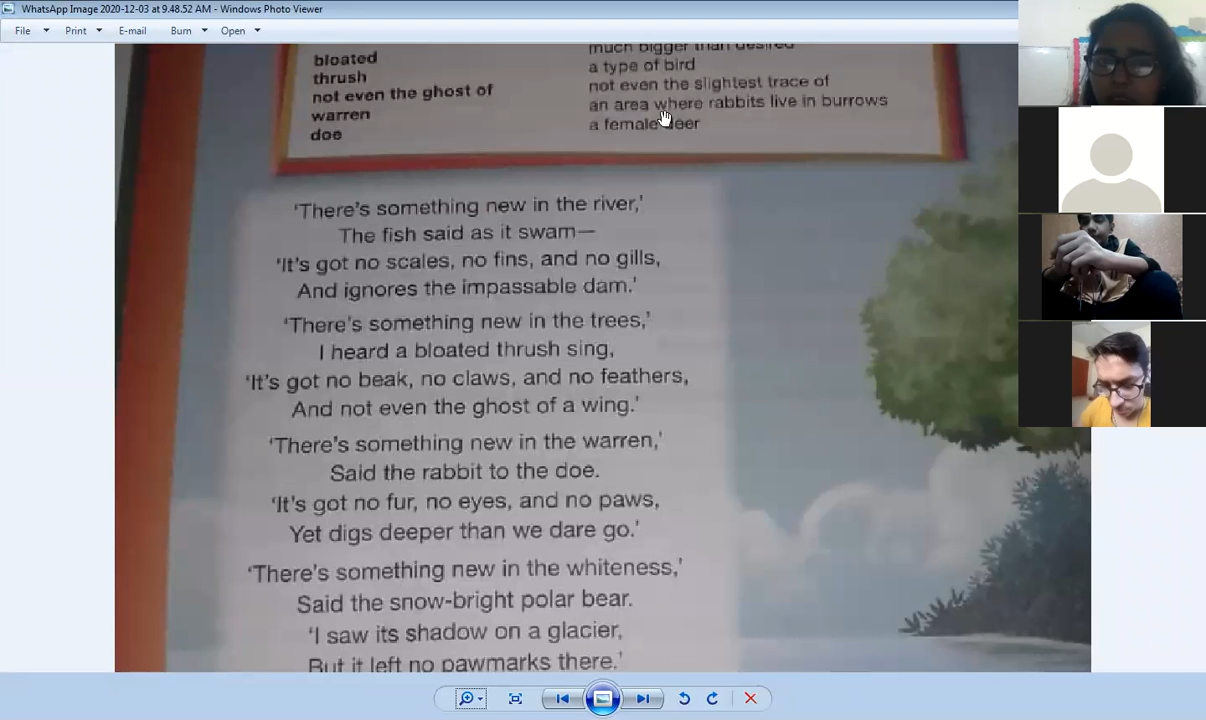 WhatsApp Image 2020-12-03 at 9.48.52 AM - Windows Photo Viewer
File Print E-mail Burn Open
much bigger than desired
bloated
a type of bird
thrush
not even the slightest trace of
not even the ghost of
an area where rabbits live in burrows
warren
a female deer
doe
'There's something new in the river,'
The fish said as it swam—
'It's got no scales, no fins, and no gills,
And ignores the impassable dam.'
'There's something new in the trees,'
I heard a bloated thrush sing,
'It's got no beak, no claws, and no feathers,
And not even the ghost of a wing.'
'There's something new in the warren,'
Said the rabbit to the doe.
'It's got no fur, no eyes, and no paws,
Yet digs deeper than we dare go.'
'There's something new in the whiteness,'
Said the snow-bright polar bear.
'I saw its shadow on a glacier,
But it left no pawmarks there.'